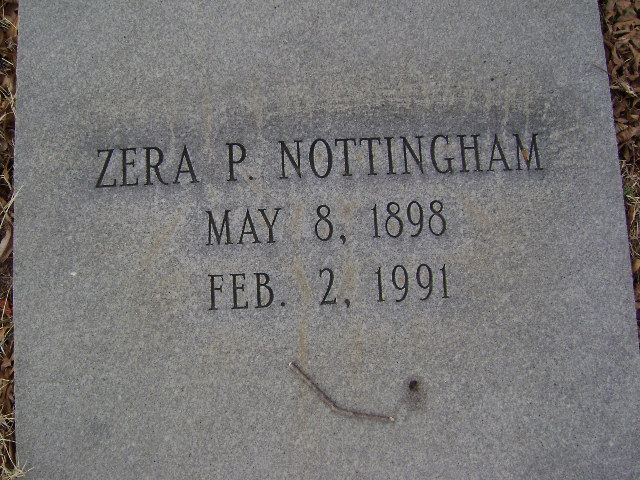 ZERA P. NOTTINGHAM
MAY 8, 1898
FEB. 2, 1991